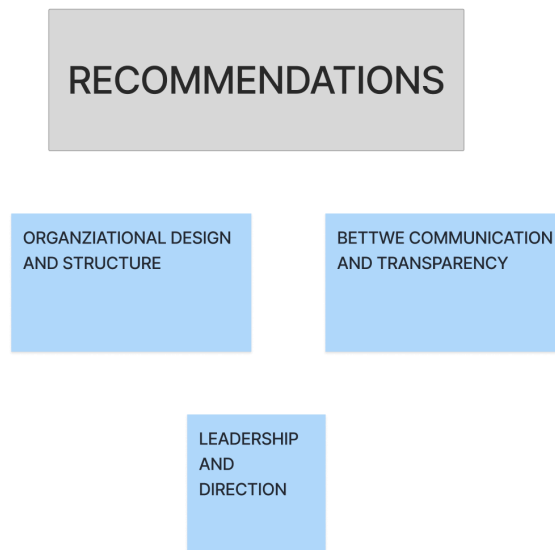 RECOMMENDATIONS
ORGANZIATIONAL DESIGN
AND STRUCTURE
BETTWE COMMUNICATION
AND TRANSPARENCY
LEADERSHIP
AND
DIRECTION